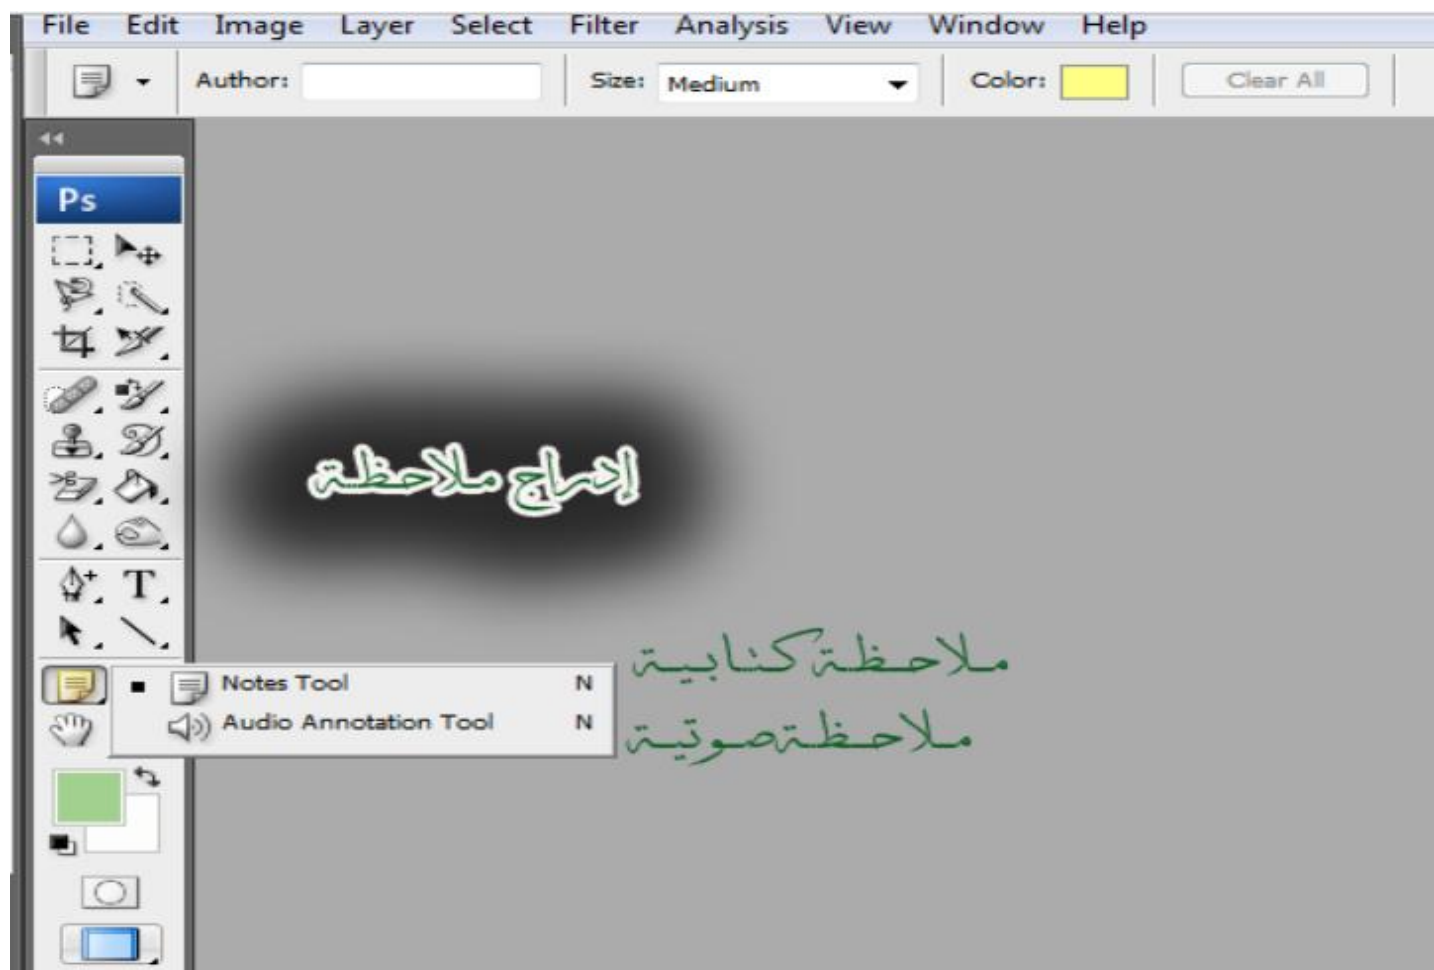 File Edit Image Layer Select Filter Analysis View Window Help
Author: Size: Medium Color: Clear All
Ps
إدراج ملاحظة
T
Notes Tool N ملاحظة كتابية
Audio Annotation Tool N ملاحظة صوتية